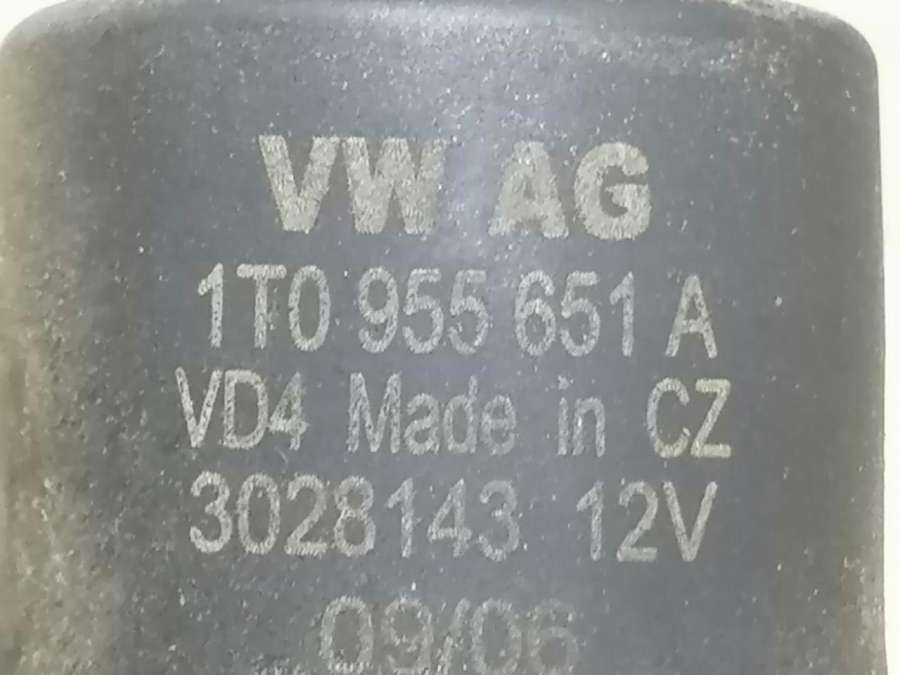 VW AG
1T0 955 651 A
VD4 Made in CZ
3028143 12V
09/06